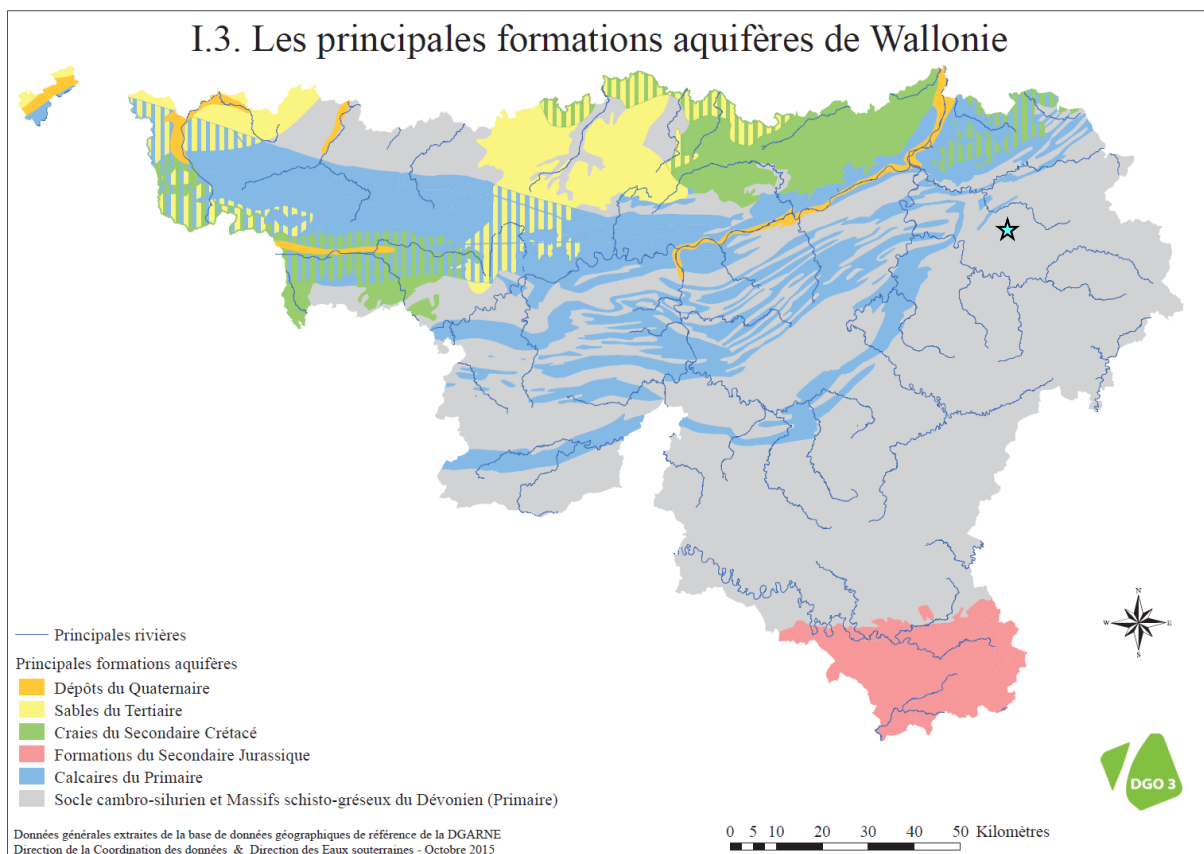 I.3. Les principales formations aquifères de Wallonie
N
W E
S
Principales rivières
Principales formations aquifères
Dépôts du Quaternaire
Sables du Tertiaire
Craies du Secondaire Crétacé
Formations du Secondaire Jurassique
Calcaires du Primaire
Socle cambro-silurien et Massifs schisto-gréseux du Dévonien (Primaire)
DGO 3
Données générales extraites de la base de données géographiques de référence de la DGARNE
Direction de la Coordination des données & Direction des Eaux souterraines - Octobre 2015
0 5 10 20 30 40 50 Kilomètres